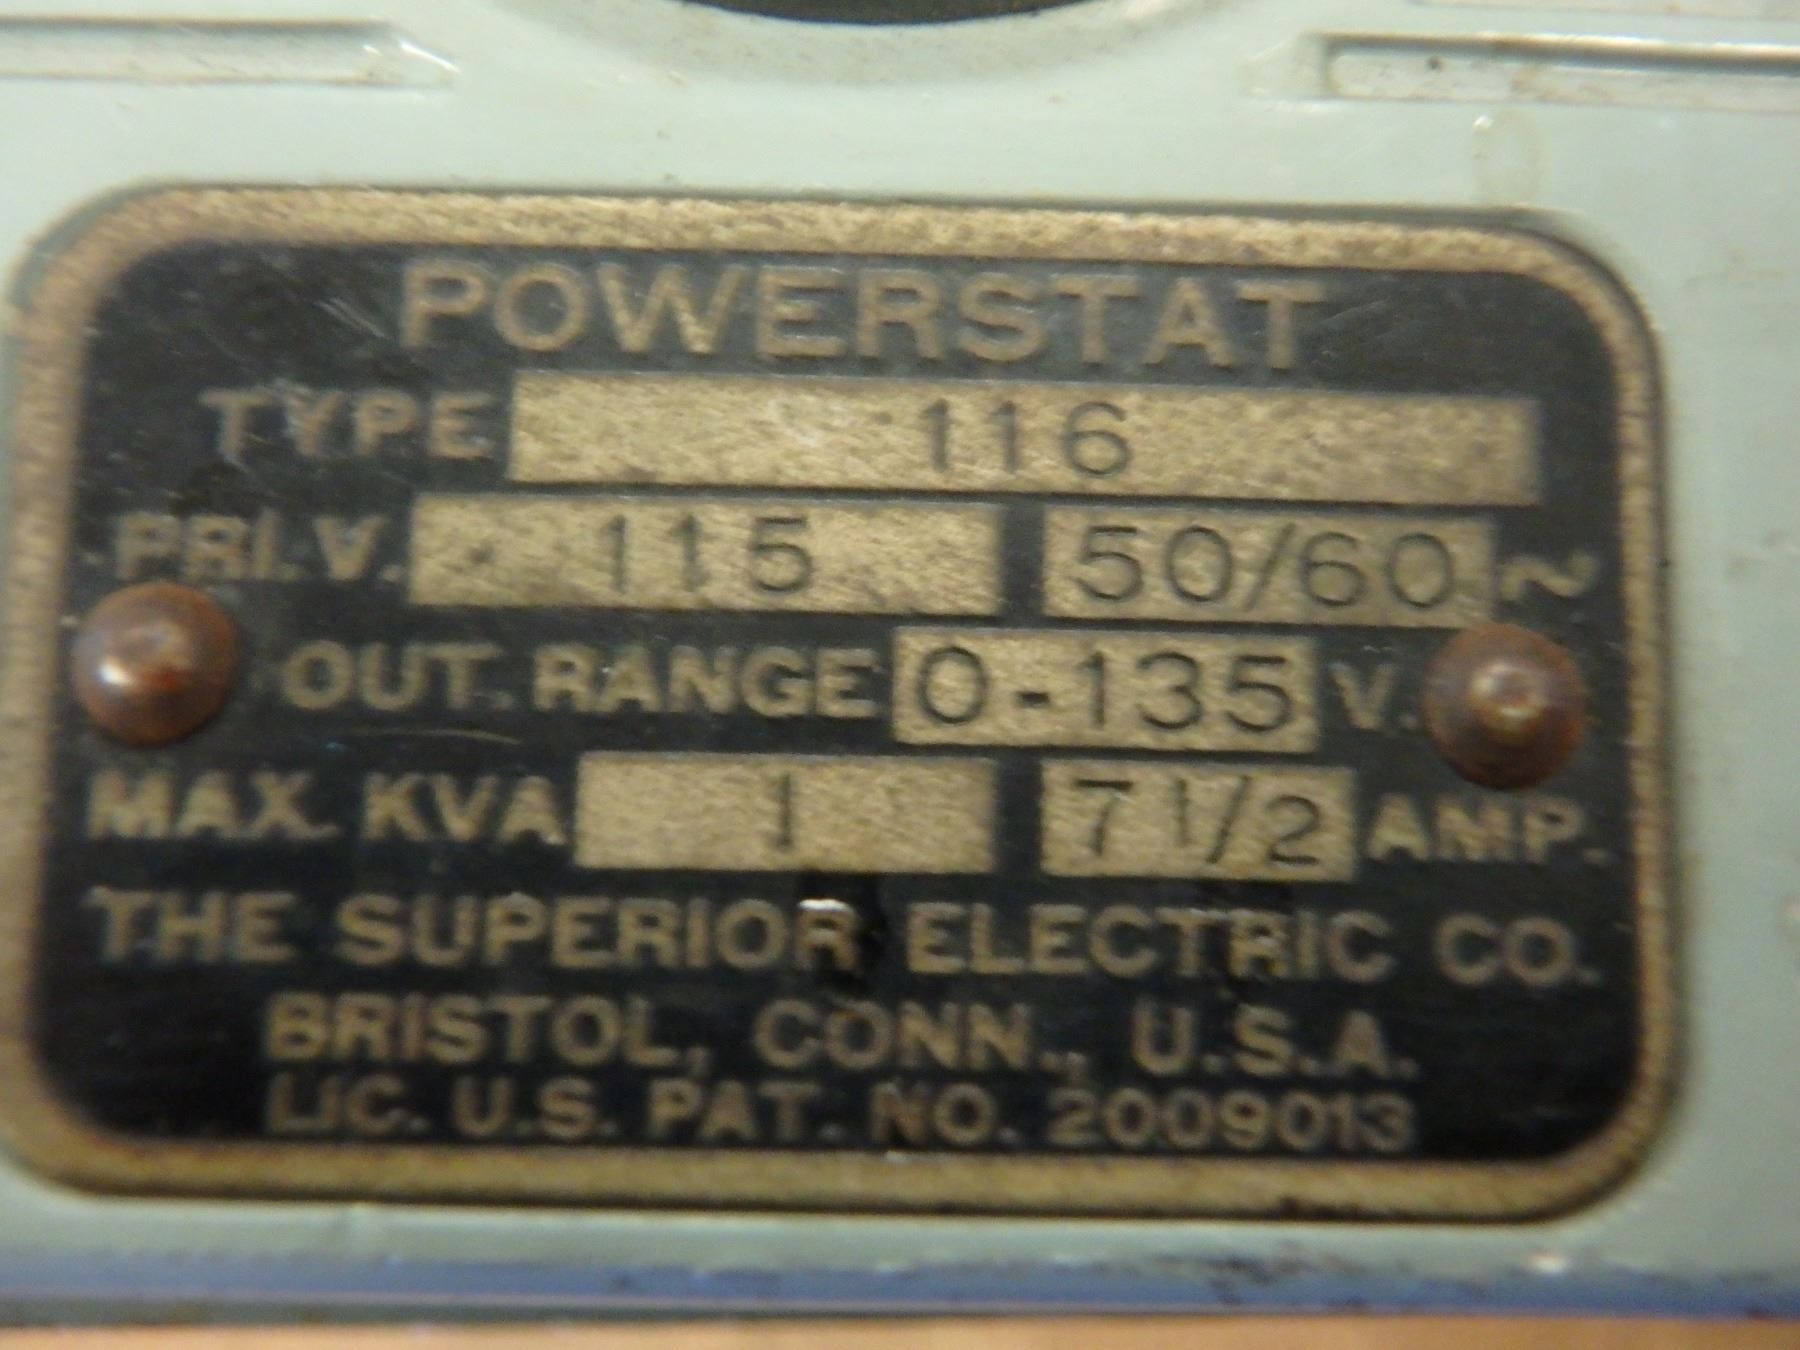 POWERSTAT
TYPE 116
PRI. V. 115 50/60 ~
OUT. RANGE 0-135 V.
MAX. KVA 1 7 1/2 AMP.
THE SUPERIOR ELECTRIC CO.
BRISTOL, CONN., U.S.A.
LIC. U.S. PAT. NO. 2009013